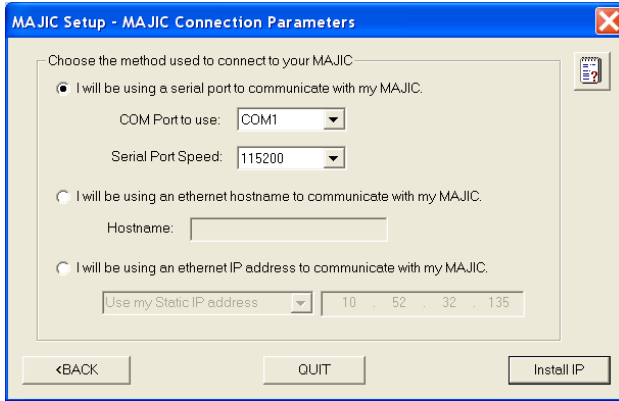 MAJIC Setup - MAJIC Connection Parameters
Choose the method used to connect to your MAJIC
I will be using a serial port to communicate with my MAJIC.
COM Port to use: COM1
Serial Port Speed: 115200
I will be using an ethernet hostname to communicate with my MAJIC.
Hostname:
I will be using an ethernet IP address to communicate with my MAJIC.
Use my Static IP address 10 . 52 . 32 . 135
<BACK QUIT Install IP